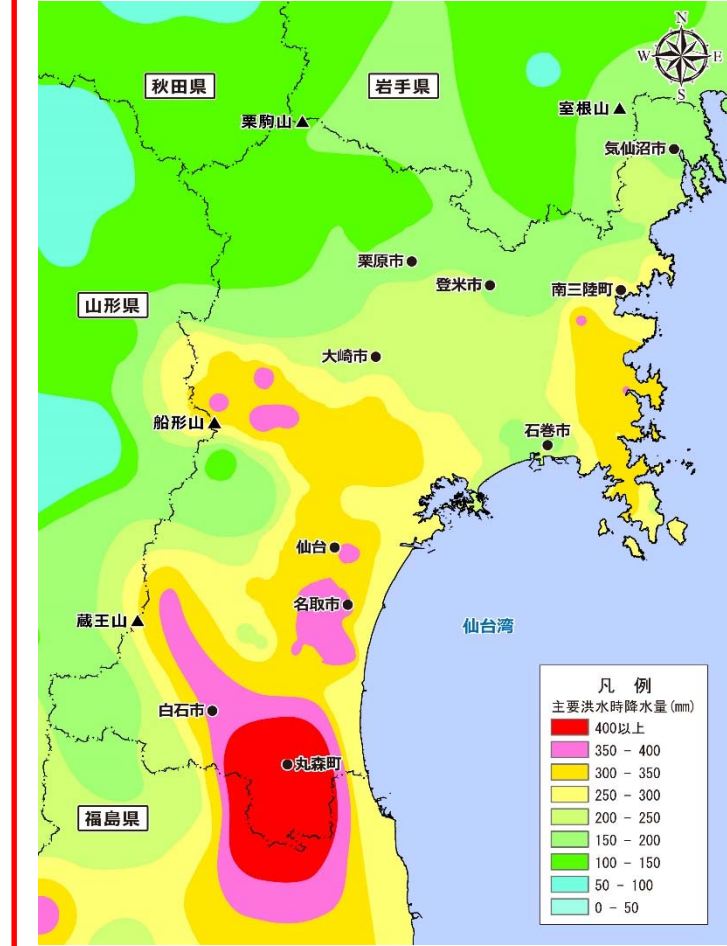 N
W E
S
秋田県
岩手県
栗駒山
室根山
気仙沼市
栗原市
登米市
南三陸町
山形県
大崎市
船形山
石巻市
仙台
名取市
蔵王山
仙台湾
白石市
丸森町
福島県
凡 例
主要洪水時降水量(mm)
400以上
350 - 400
300 - 350
250 - 300
200 - 250
150 - 200
100 - 150
50 - 100
0 - 50